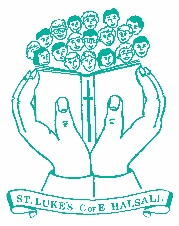 ST. LUKE'S C OF E HALSALL